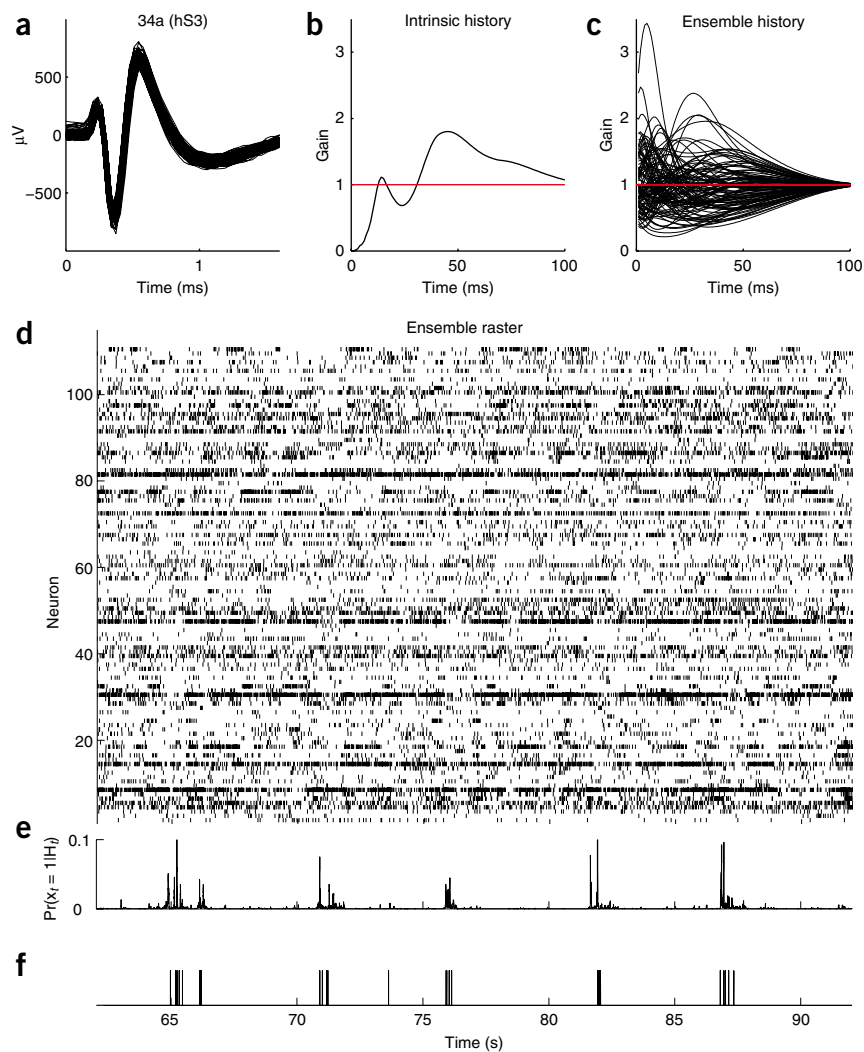 a
34a (hS3)
500
0
−500
µV
0
1
Time (ms)
b
Intrinsic history
3
2
1
0
Gain
0
50
100
Time (ms)
c
Ensemble history
3
2
1
0
Gain
0
50
100
Time (ms)
d
Ensemble raster
100
80
60
40
20
Neuron
e
0.1
0
Pr(xt = 1|Ht)
f
65
70
75
80
85
90
Time (s)